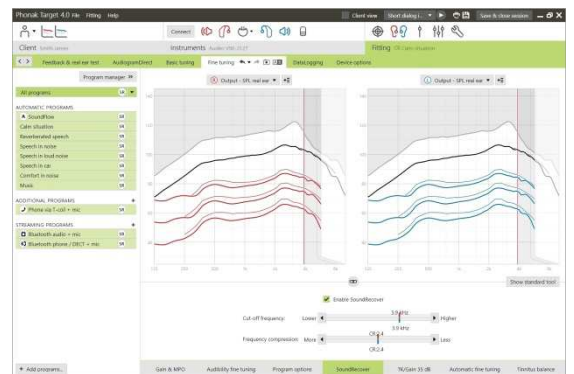 Phonak Target 4.0 File Fitting Help
Client view
Start dialog (...
Save & close session
Connect
Client
Instruments
Fitting
Calm situation
Feedback & real ear test
AudiogramDirect
Basic tuning
Fine tuning
DataLogging
Device options
Program manager >>
All programs
AUTOMATIC PROGRAMS
SoundFlow
Calm situation
Reverberated speech
Speech in noise
Speech in loud noise
Speech in car
Comfort in noise
Music
ADDITIONAL PROGRAMS +
Phone via T-coil + mic
STREAMING PROGRAMS +
Bluetooth audio + mic
Bluetooth phone / DECT + mic
+ Add programs...
R Output - SPL real ear
L Output - SPL real ear
Show standard tool
Enable SoundRecover
3.9 kHz
Cut-off frequency: Lower Higher
3.9 kHz
CR:2.4
Frequency compression: More Less
CR:2.4
Gain & MPO
Audibility fine tuning
Program options
SoundRecover
TK/Gain 35 dB
Automatic fine tuning
Tinnitus balance